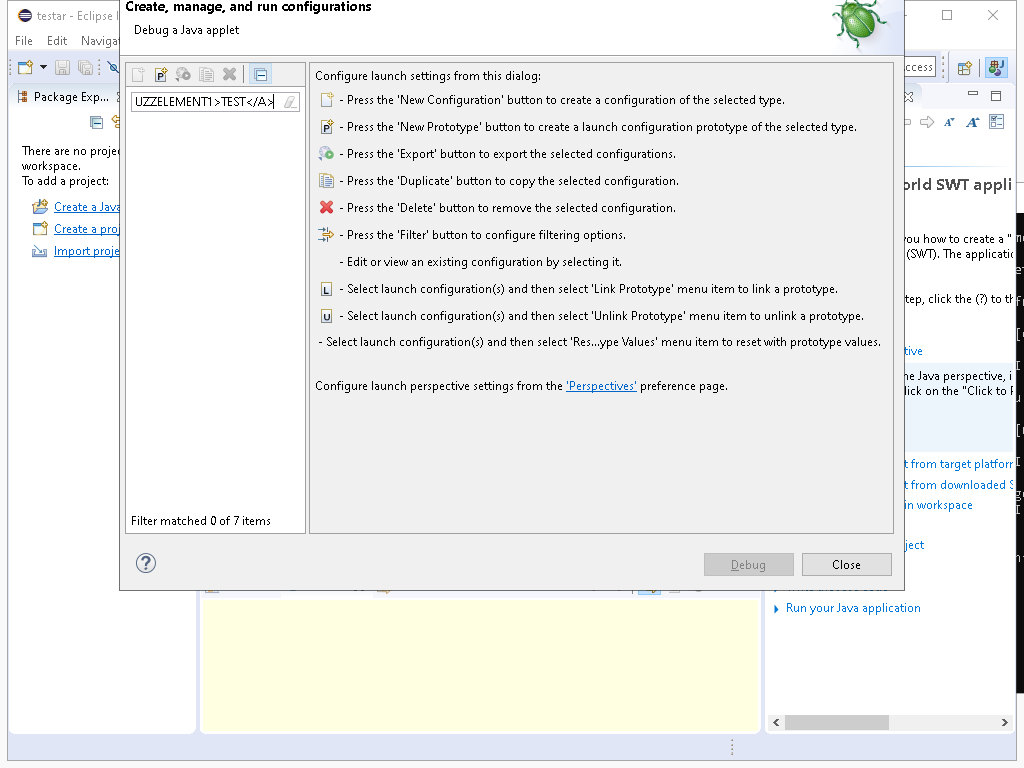 Create, manage, and run configurations
testar - Eclipse
Debug a Java applet
File Edit
cess
Package Exp...
Configure launch settings from this dialog:
UZZELEMENT1>TEST</A>
- Press the 'New Configuration' button to create a configuration of the selected type.
- Press the 'New Prototype' button to create a launch configuration prototype of the selected type.
- Press the 'Export' button to export the selected configurations.
- Press the 'Duplicate' button to copy the selected configuration.
- Press the 'Delete' button to remove the selected configuration.
- Press the 'Filter' button to configure filtering options.
- Edit or view an existing configuration by selecting it.
L - Select launch configuration(s) and then select 'Link Prototype' menu item to link a prototype.
U - Select launch configuration(s) and then select 'Unlink Prototype' menu item to unlink a prototype.
- Select launch configuration(s) and then select 'Res...ype Values' menu item to reset with prototype values.
Configure launch perspective settings from the 'Perspectives' preference page.
Filter matched 0 of 7 items
Debug
Close
There are no proje
workspace.
To add a project:
Create a Java
Create a proj
Import proje
orld SWT appli
you how to create a "
(SWT). The applicatio
tep, click the (?) to th
tive
he Java perspective, i
lick on the "Click to P
t from target platform
t from downloaded S
in workspace
ject
Run your Java application